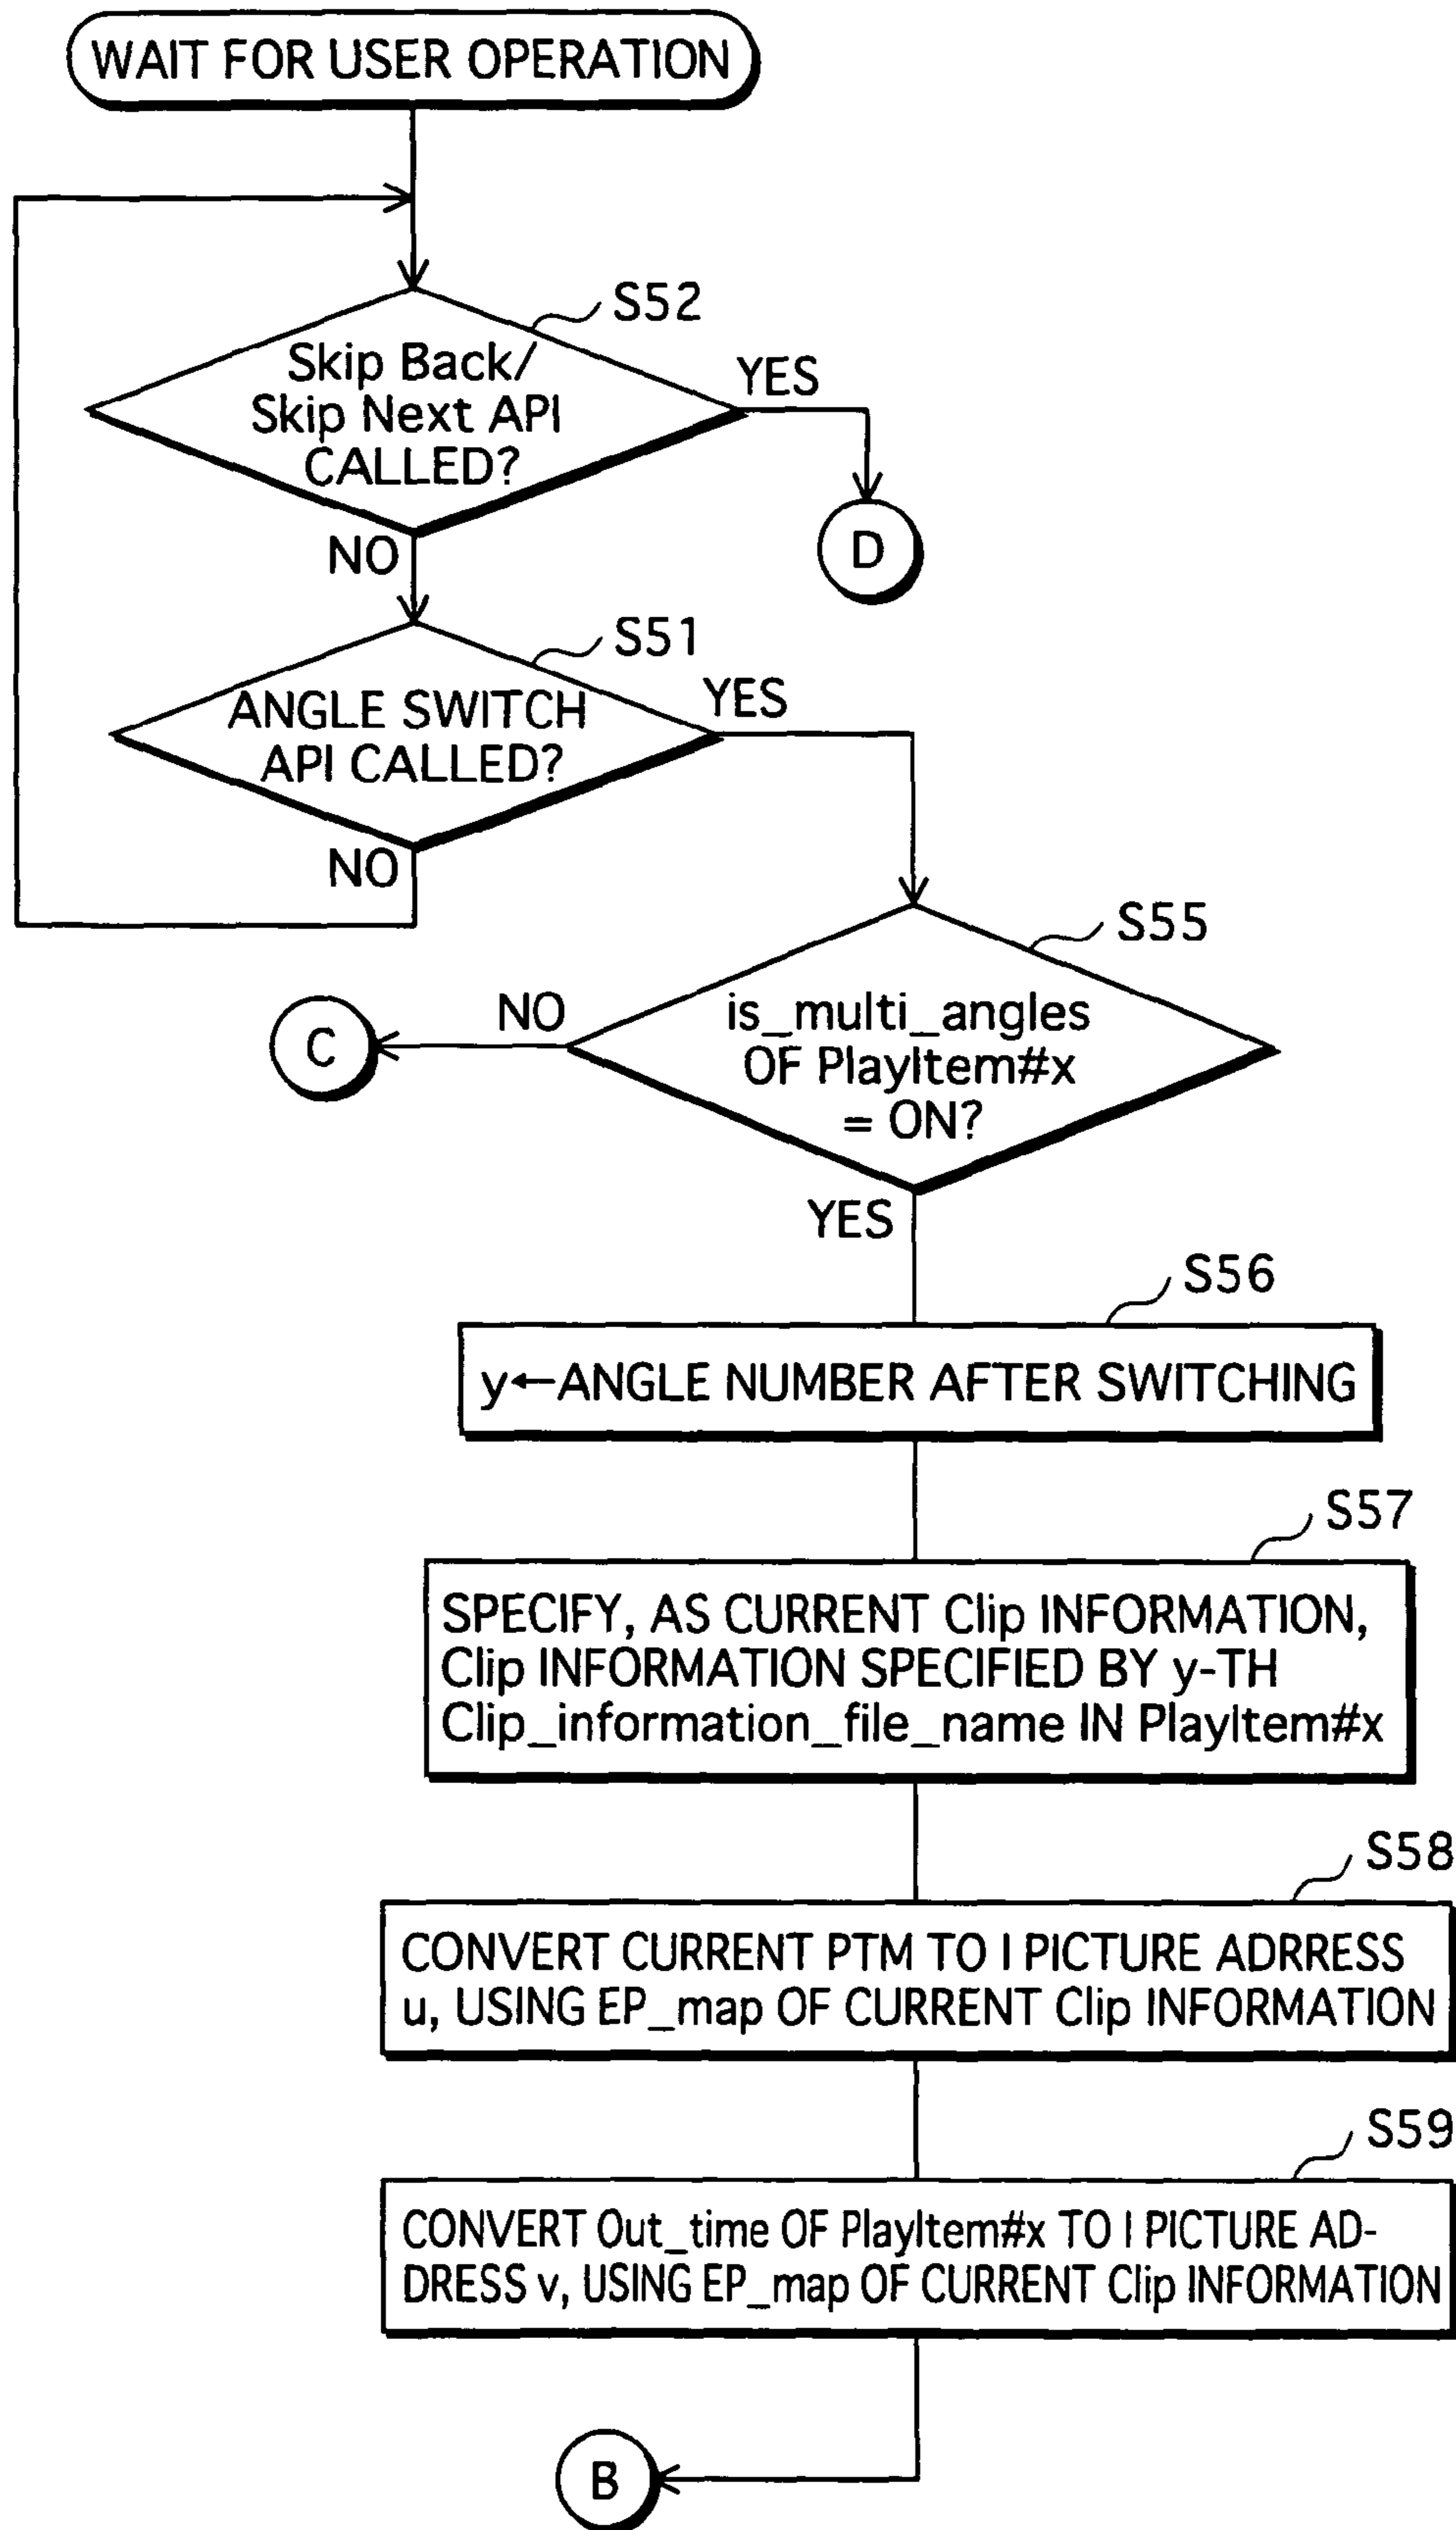 WAIT FOR USER OPERATION
S52
Skip Back/
Skip Next API
CALLED?
YES
D
NO
S51
ANGLE SWITCH
API CALLED?
YES
NO
S55
is_multi_angles
OF PlayItem#x
= ON?
NO
C
YES
S56
y←ANGLE NUMBER AFTER SWITCHING
S57
SPECIFY, AS CURRENT Clip INFORMATION,
Clip INFORMATION SPECIFIED BY y-TH
Clip_information_file_name IN PlayItem#x
S58
CONVERT CURRENT PTM TO I PICTURE ADRRESS
u, USING EP_map OF CURRENT Clip INFORMATION
S59
CONVERT Out_time OF PlayItem#x TO I PICTURE AD-
DRESS v, USING EP_map OF CURRENT Clip INFORMATION
B